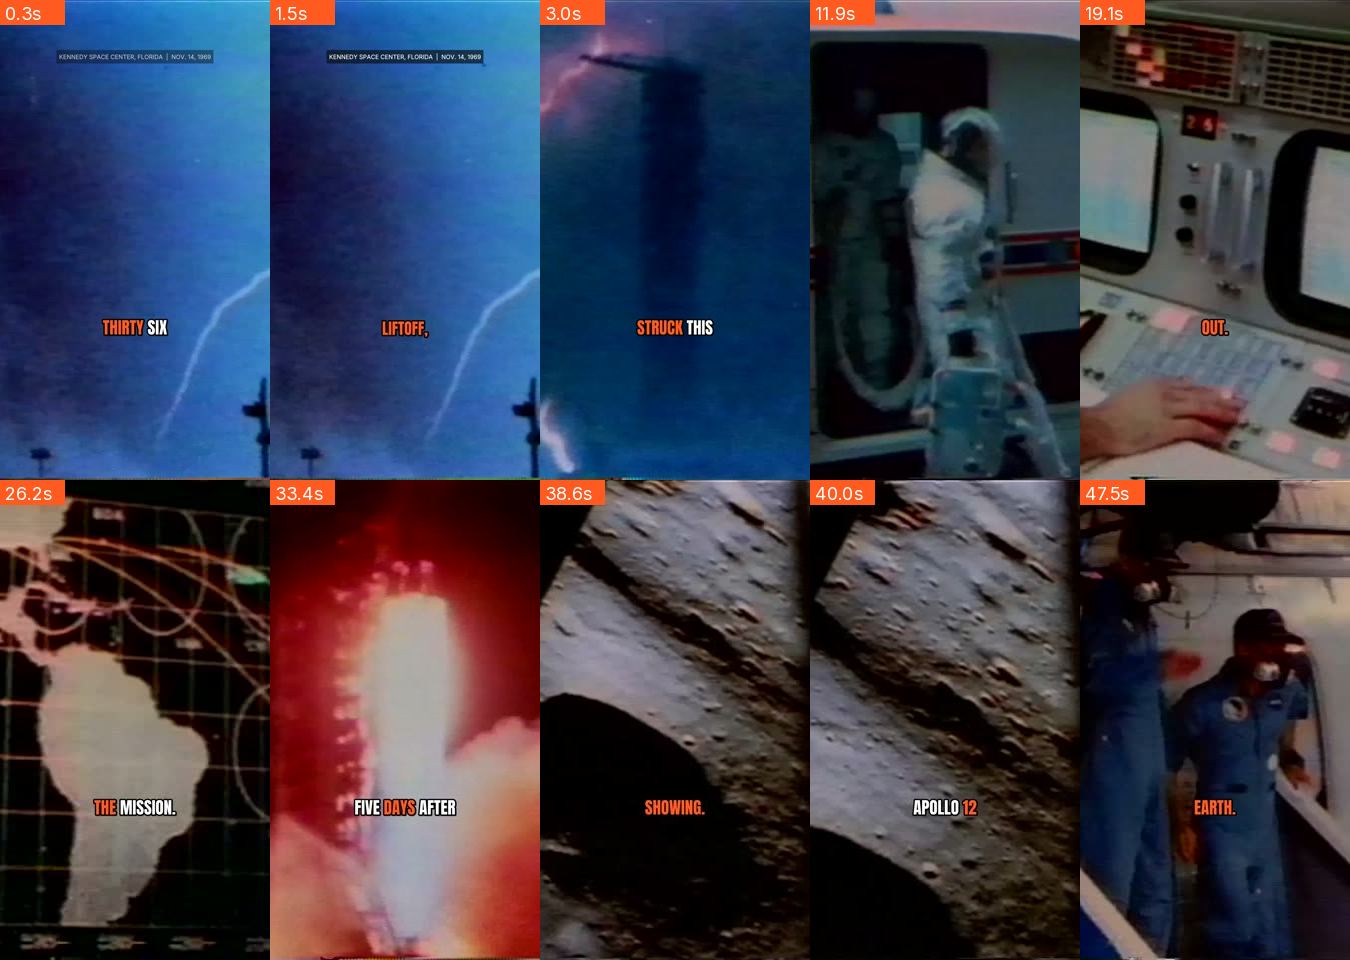 0.3s
KENNEDY SPACE CENTER, FLORIDA | NOV. 14, 1969
THIRTY SIX
1.5s
KENNEDY SPACE CENTER, FLORIDA | NOV. 14, 1969
LIFTOFF,
3.0s
STRUCK THIS
11.9s
19.1s
OUT.
26.2s
THE MISSION.
33.4s
FIVE DAYS AFTER
38.6s
SHOWING.
40.0s
APOLLO 12
47.5s
EARTH.